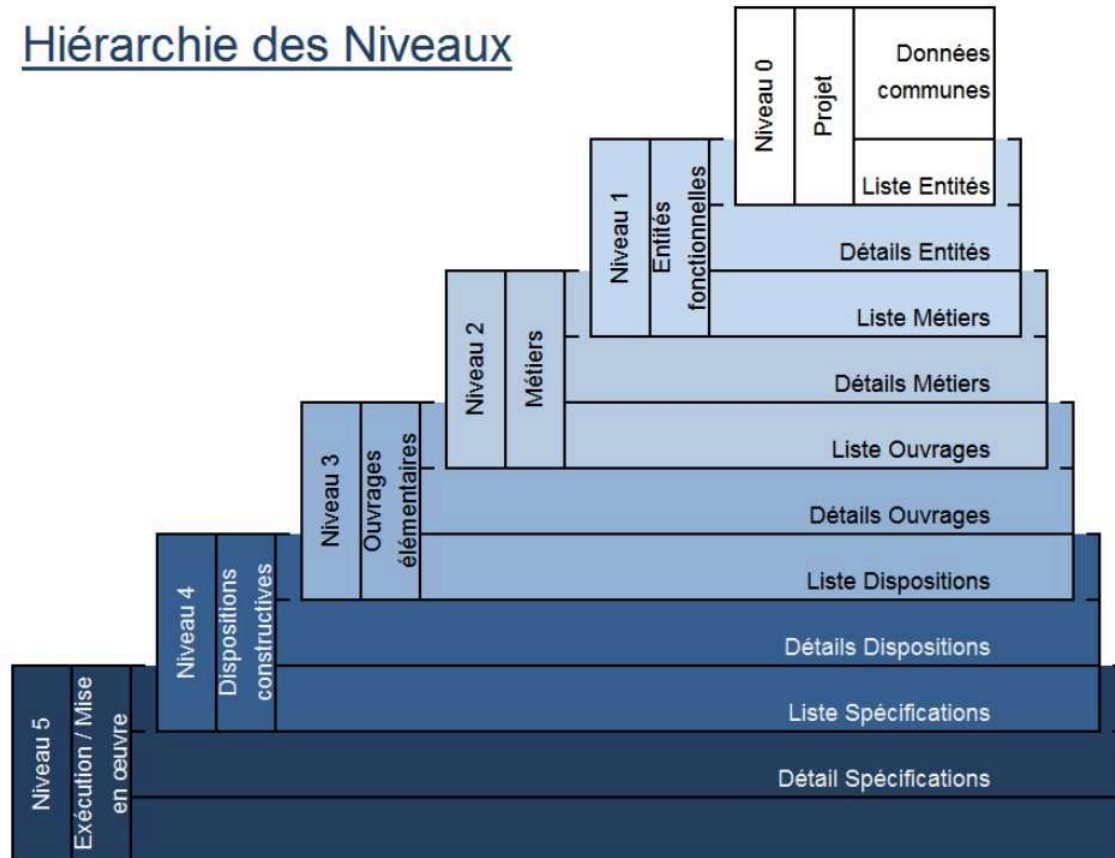 Hiérarchie des Niveaux
Niveau 0
Projet
Données
communes
Liste Entités
Niveau 1
Entités
fonctionnelles
Détails Entités
Liste Métiers
Niveau 2
Métiers
Détails Métiers
Liste Ouvrages
Niveau 3
Ouvrages
élémentaires
Détails Ouvrages
Liste Dispositions
Niveau 4
Dispositions
constructives
Détails Dispositions
Liste Spécifications
Niveau 5
Exécution / Mise
en œuvre
Détail Spécifications